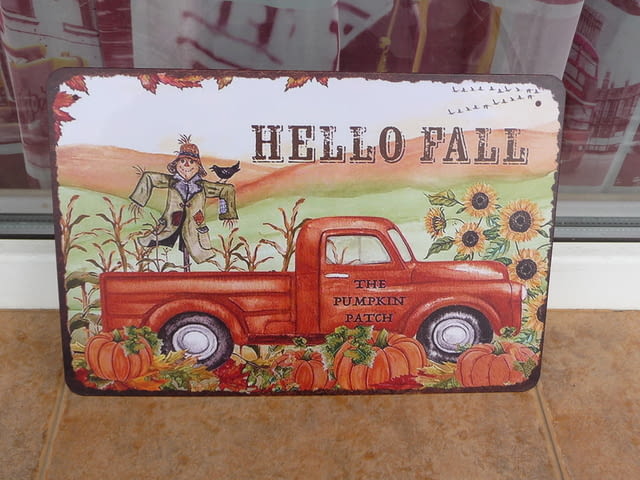 HELLO FALL
THE
PUMPKIN
PATCH